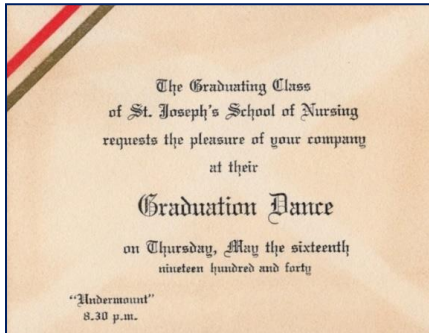 The Graduating Class
of St. Joseph's School of Nursing
requests the pleasure of your company
at their
Graduation Dance
on Thursday, May the sixteenth
nineteen hundred and forty
"Undermount"
8.30 p.m.